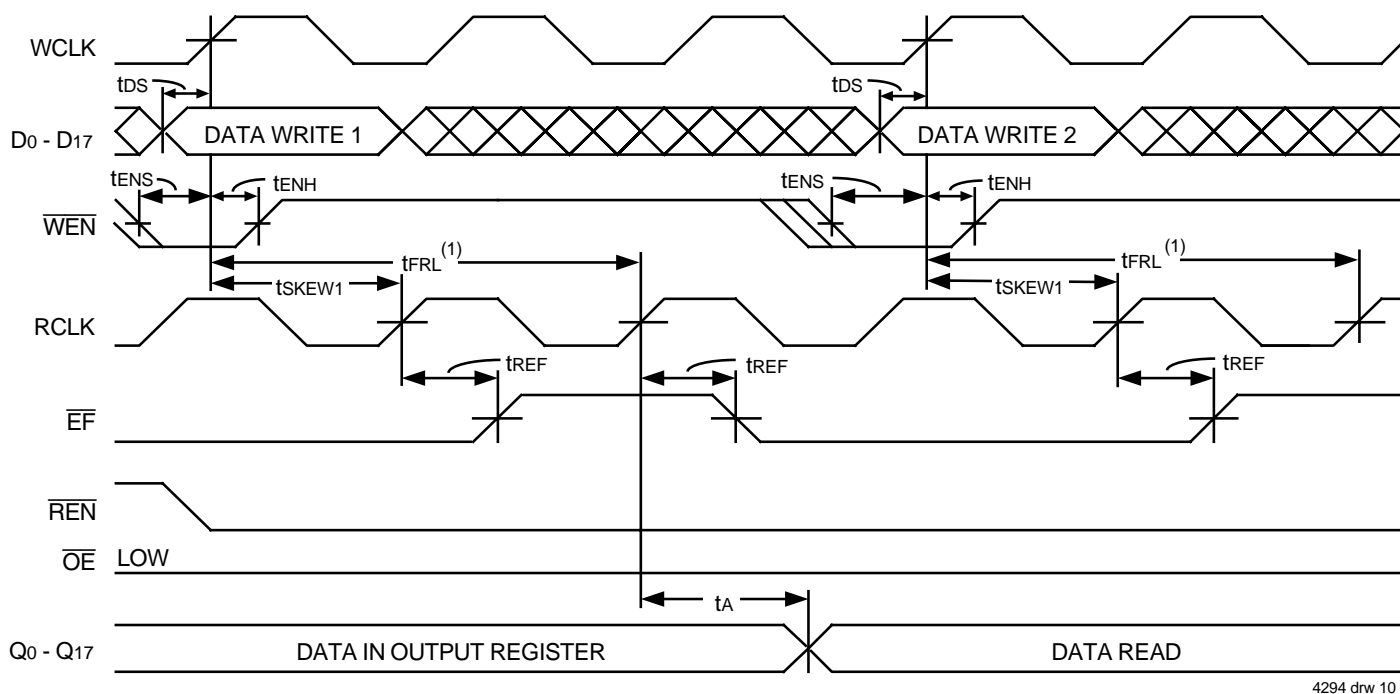 WCLK
tDS tDS
D0 - D17 DATA WRITE 1 DATA WRITE 2
tENS tENH tENS tENH
WEN
tFRL(1) tFRL(1)
tSKEW1 tSKEW1
RCLK
tREF tREF tREF
EF
REN
OE LOW
tA
Q0 - Q17 DATA IN OUTPUT REGISTER DATA READ
4294 drw 10